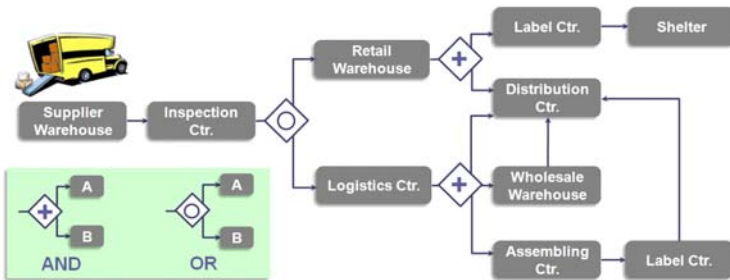 Label Ctr.
Shelter
Retail
Warehouse
Supplier
Warehouse
Inspection
Ctr.
Distribution
Ctr.
Logistics Ctr.
Wholesale
Warehouse
Assembling
Ctr.
Label Ctr.
A
B
AND
A
B
OR